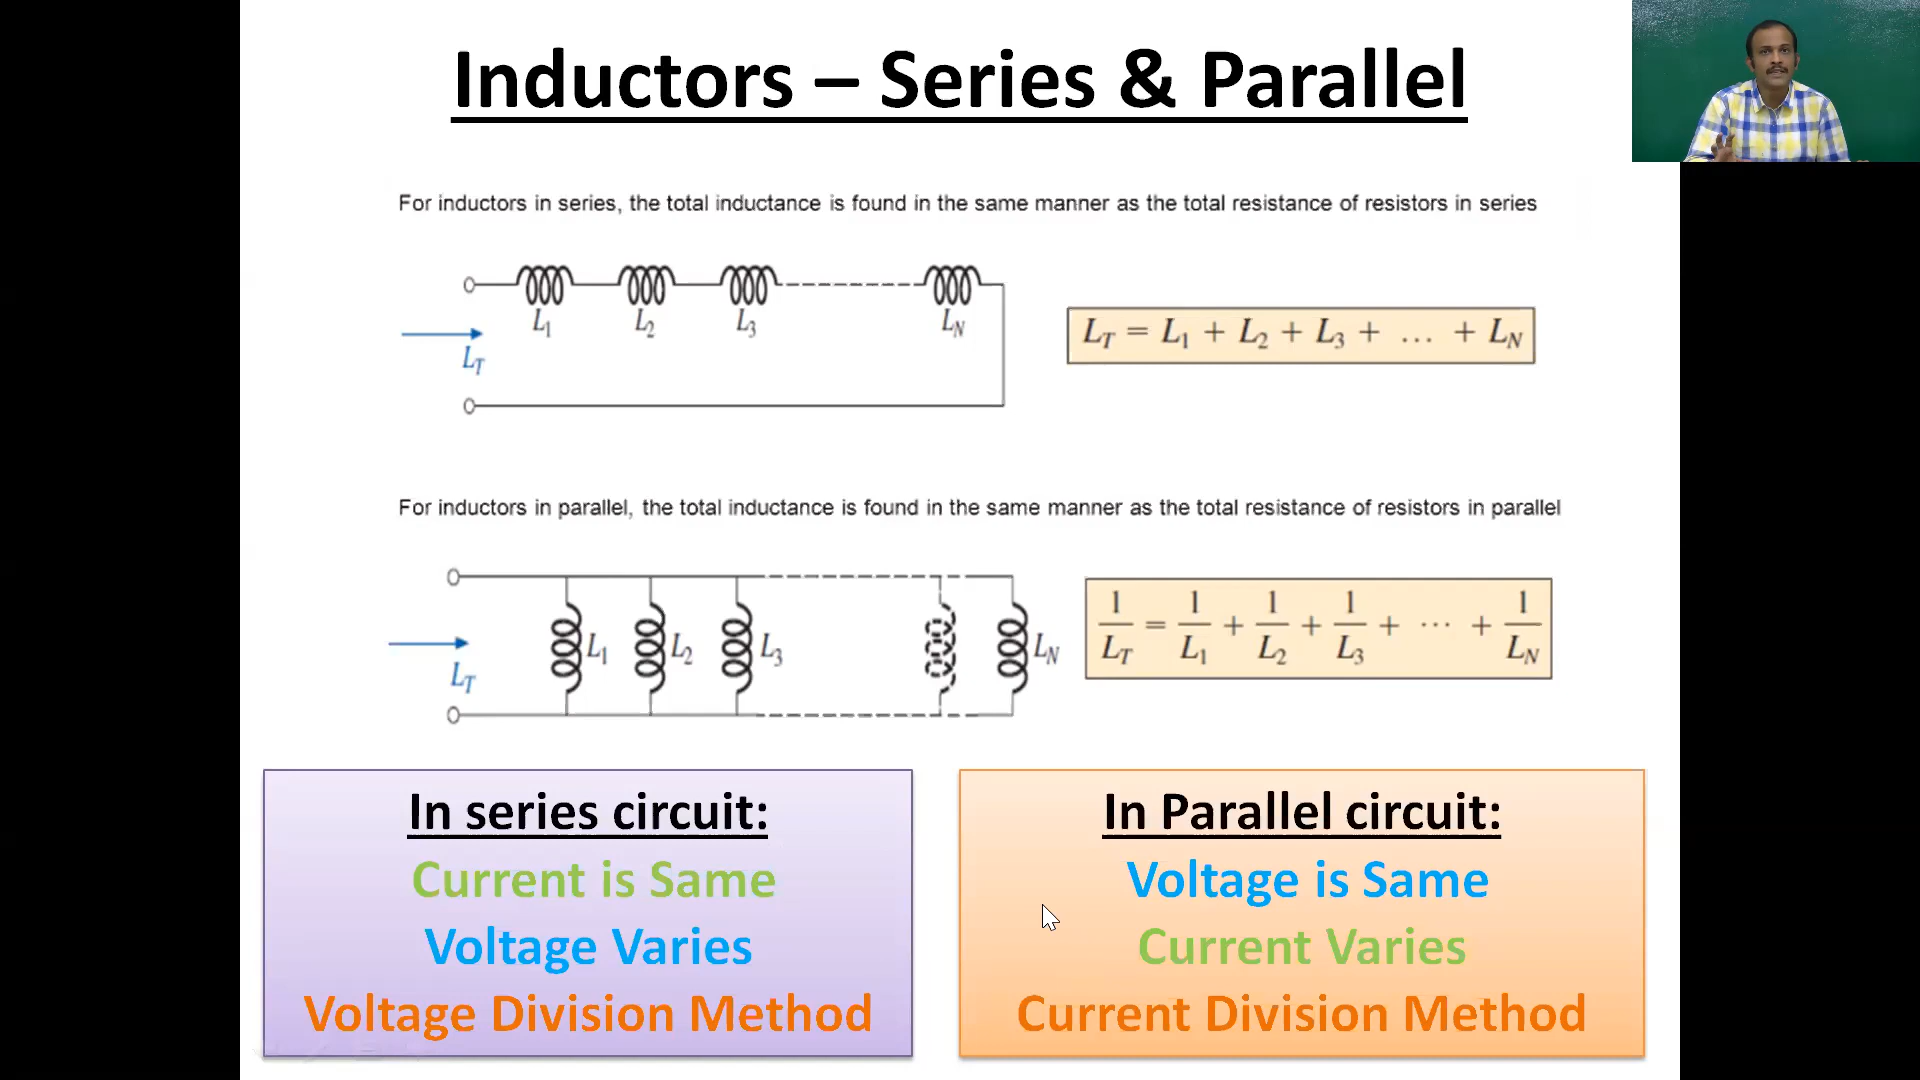 Inductors – Series & Parallel
For inductors in series, the total inductance is found in the same manner as the total resistance of resistors in series
L1 L2 L3 LN
LT
LT = L1 + L2 + L3 + ... + LN
For inductors in parallel, the total inductance is found in the same manner as the total resistance of resistors in parallel
L1 L2 L3 LN
LT
1/LT = 1/L1 + 1/L2 + 1/L3 + ... + 1/LN
In series circuit:
Current is Same
Voltage Varies
Voltage Division Method
In Parallel circuit:
Voltage is Same
Current Varies
Current Division Method